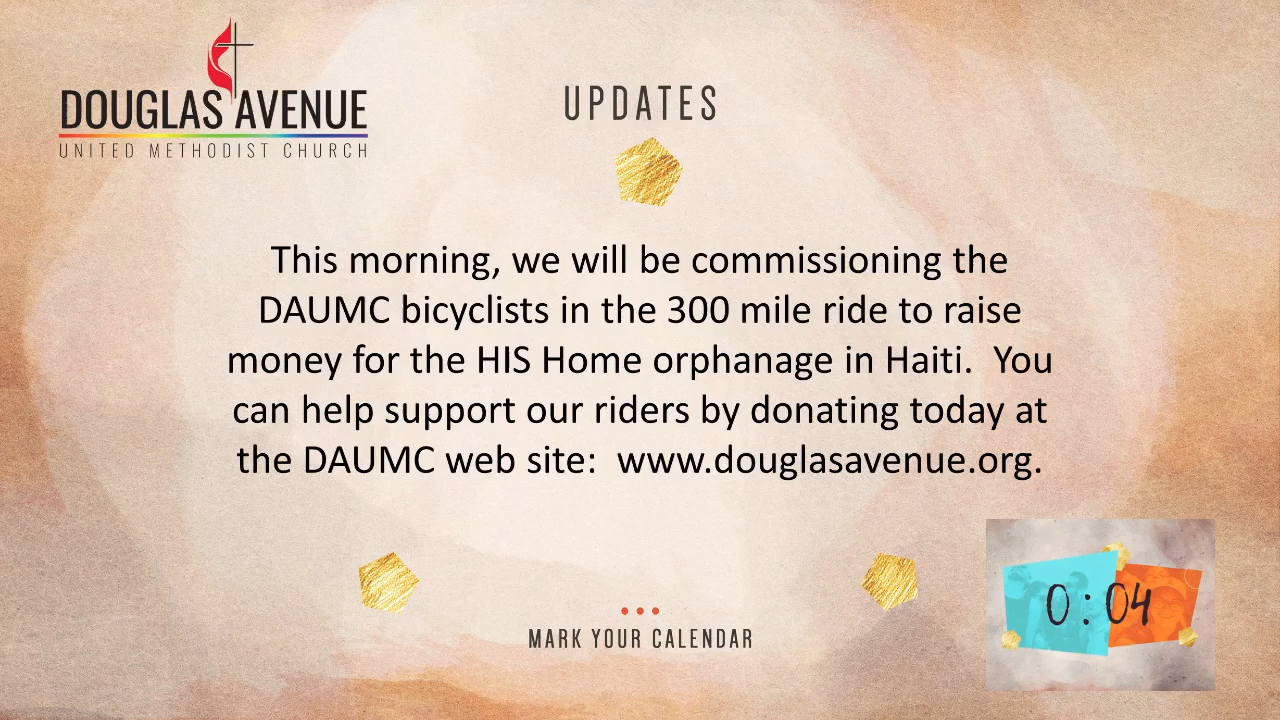 DOUGLAS AVENUE
UNITED METHODIST CHURCH
UPDATES
This morning, we will be commissioning the
DAUMC bicyclists in the 300 mile ride to raise
money for the HIS Home orphanage in Haiti.  You
can help support our riders by donating today at
the DAUMC web site:  www.douglasavenue.org.
MARK YOUR CALENDAR
0:04